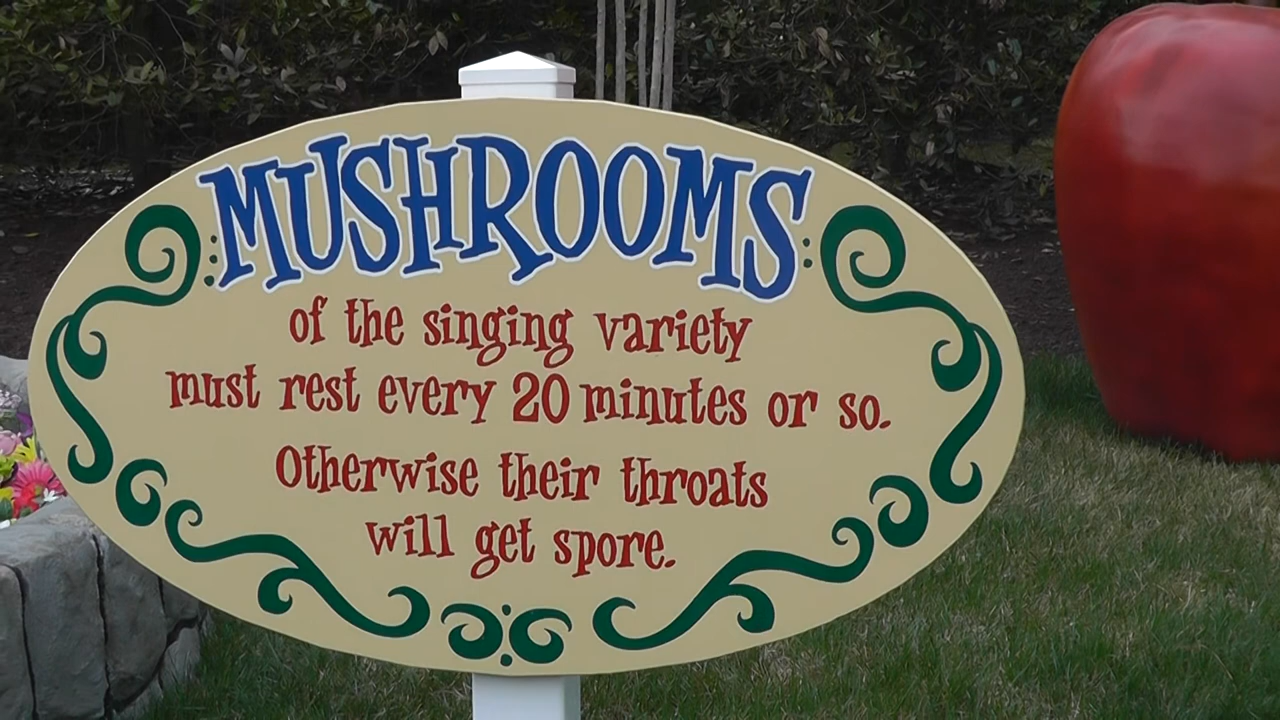 MUSHROOMS
of the singing variety
must rest every 20 minutes or so.
Otherwise their throats
will get spore.